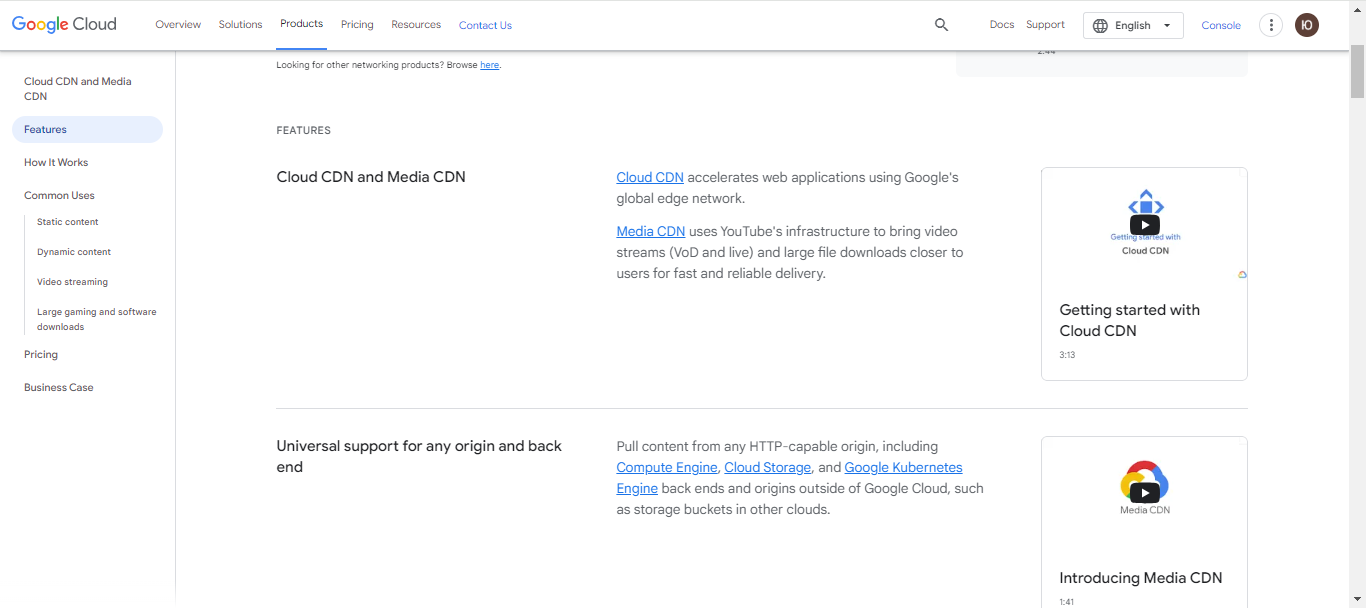 Google Cloud
Overview
Solutions
Products
Pricing
Resources
Contact Us
Docs
Support
English
Console
Ю
Cloud CDN and Media
CDN
Features
How It Works
Common Uses
Static content
Dynamic content
Video streaming
Large gaming and software
downloads
Pricing
Business Case
Looking for other networking products? Browse here.
2:44
FEATURES
Cloud CDN and Media CDN
Cloud CDN accelerates web applications using Google's
global edge network.
Media CDN uses YouTube's infrastructure to bring video
streams (VoD and live) and large file downloads closer to
users for fast and reliable delivery.
Getting started with
Cloud CDN
Getting started with
Cloud CDN
3:13
Universal support for any origin and back
end
Pull content from any HTTP-capable origin, including
Compute Engine, Cloud Storage, and Google Kubernetes
Engine back ends and origins outside of Google Cloud, such
as storage buckets in other clouds.
Media CDN
Introducing Media CDN
1:41